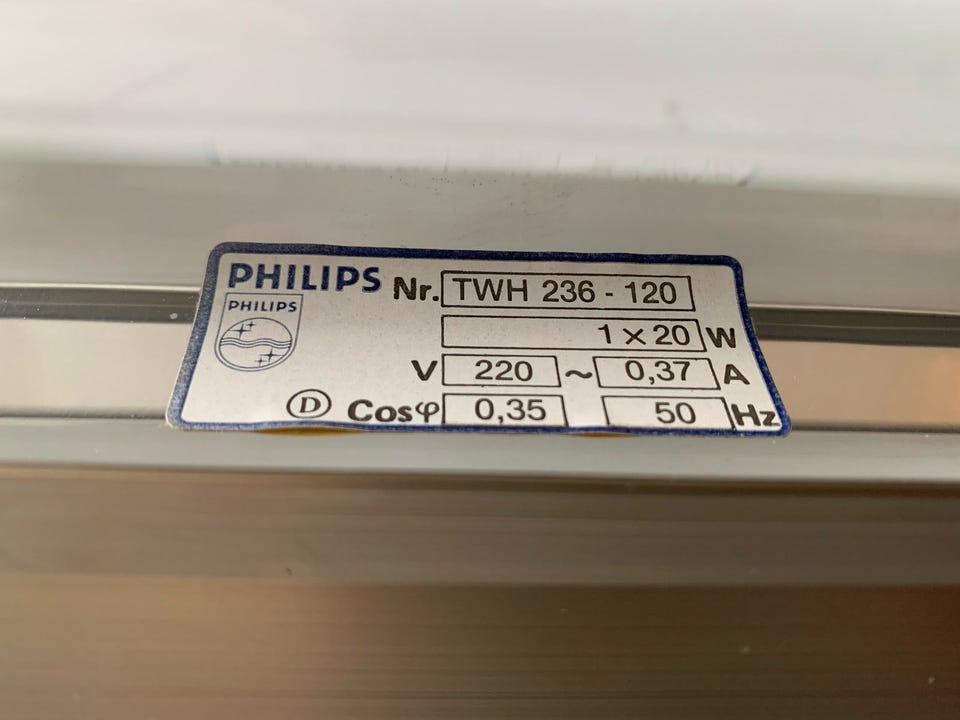 PHILIPS Nr. TWH 236 - 120
PHILIPS
1 x 20 W
V 220 ~ 0,37 A
D Cosφ 0,35 50 Hz